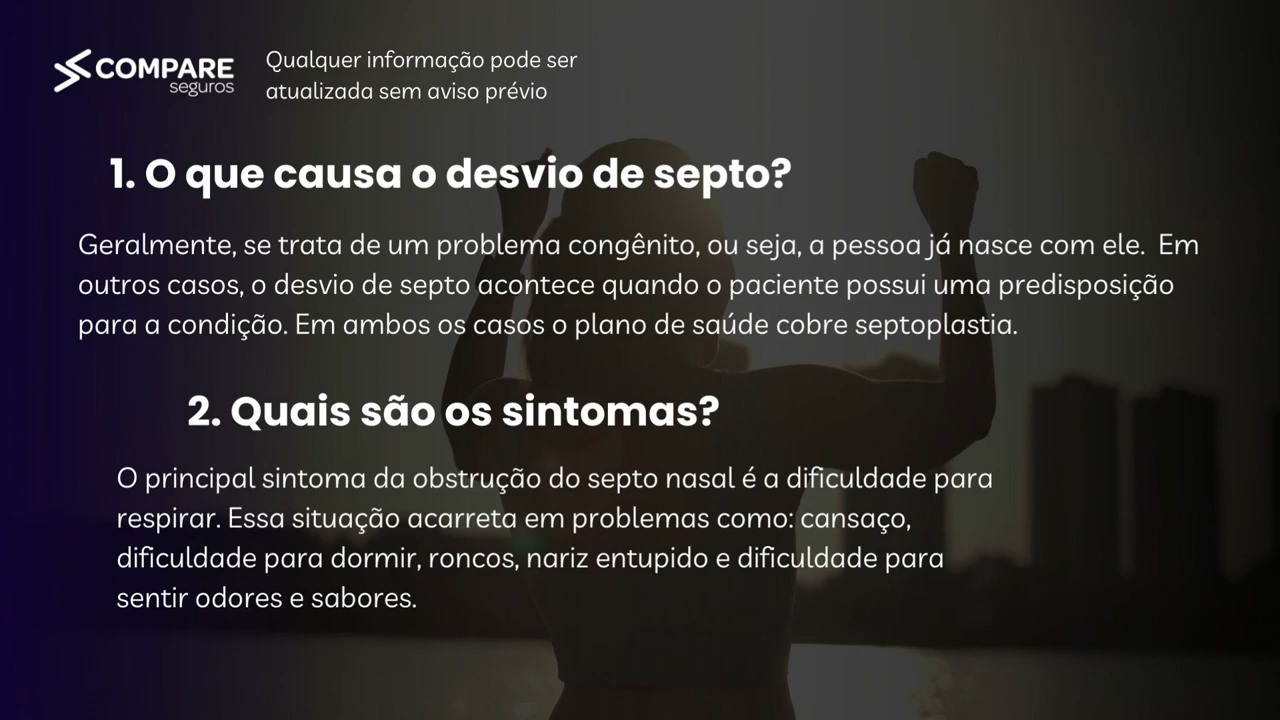 COMPARE
seguros
Qualquer informação pode ser
atualizada sem aviso prévio
1. O que causa o desvio de septo?
Geralmente, se trata de um problema congênito, ou seja, a pessoa já nasce com ele.  Em
outros casos, o desvio de septo acontece quando o paciente possui uma predisposição
para a condição. Em ambos os casos o plano de saúde cobre septoplastia.
2. Quais são os sintomas?
O principal sintoma da obstrução do septo nasal é a dificuldade para
respirar. Essa situação acarreta em problemas como: cansaço,
dificuldade para dormir, roncos, nariz entupido e dificuldade para
sentir odores e sabores.